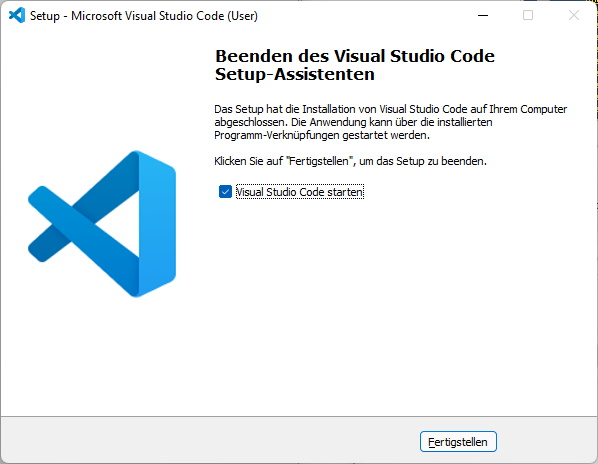 Setup - Microsoft Visual Studio Code (User)
Beenden des Visual Studio Code
Setup-Assistenten
Das Setup hat die Installation von Visual Studio Code auf Ihrem Computer
abgeschlossen. Die Anwendung kann über die installierten
Programm-Verknüpfungen gestartet werden.
Klicken Sie auf "Fertigstellen", um das Setup zu beenden.
Visual Studio Code starten
Fertigstellen